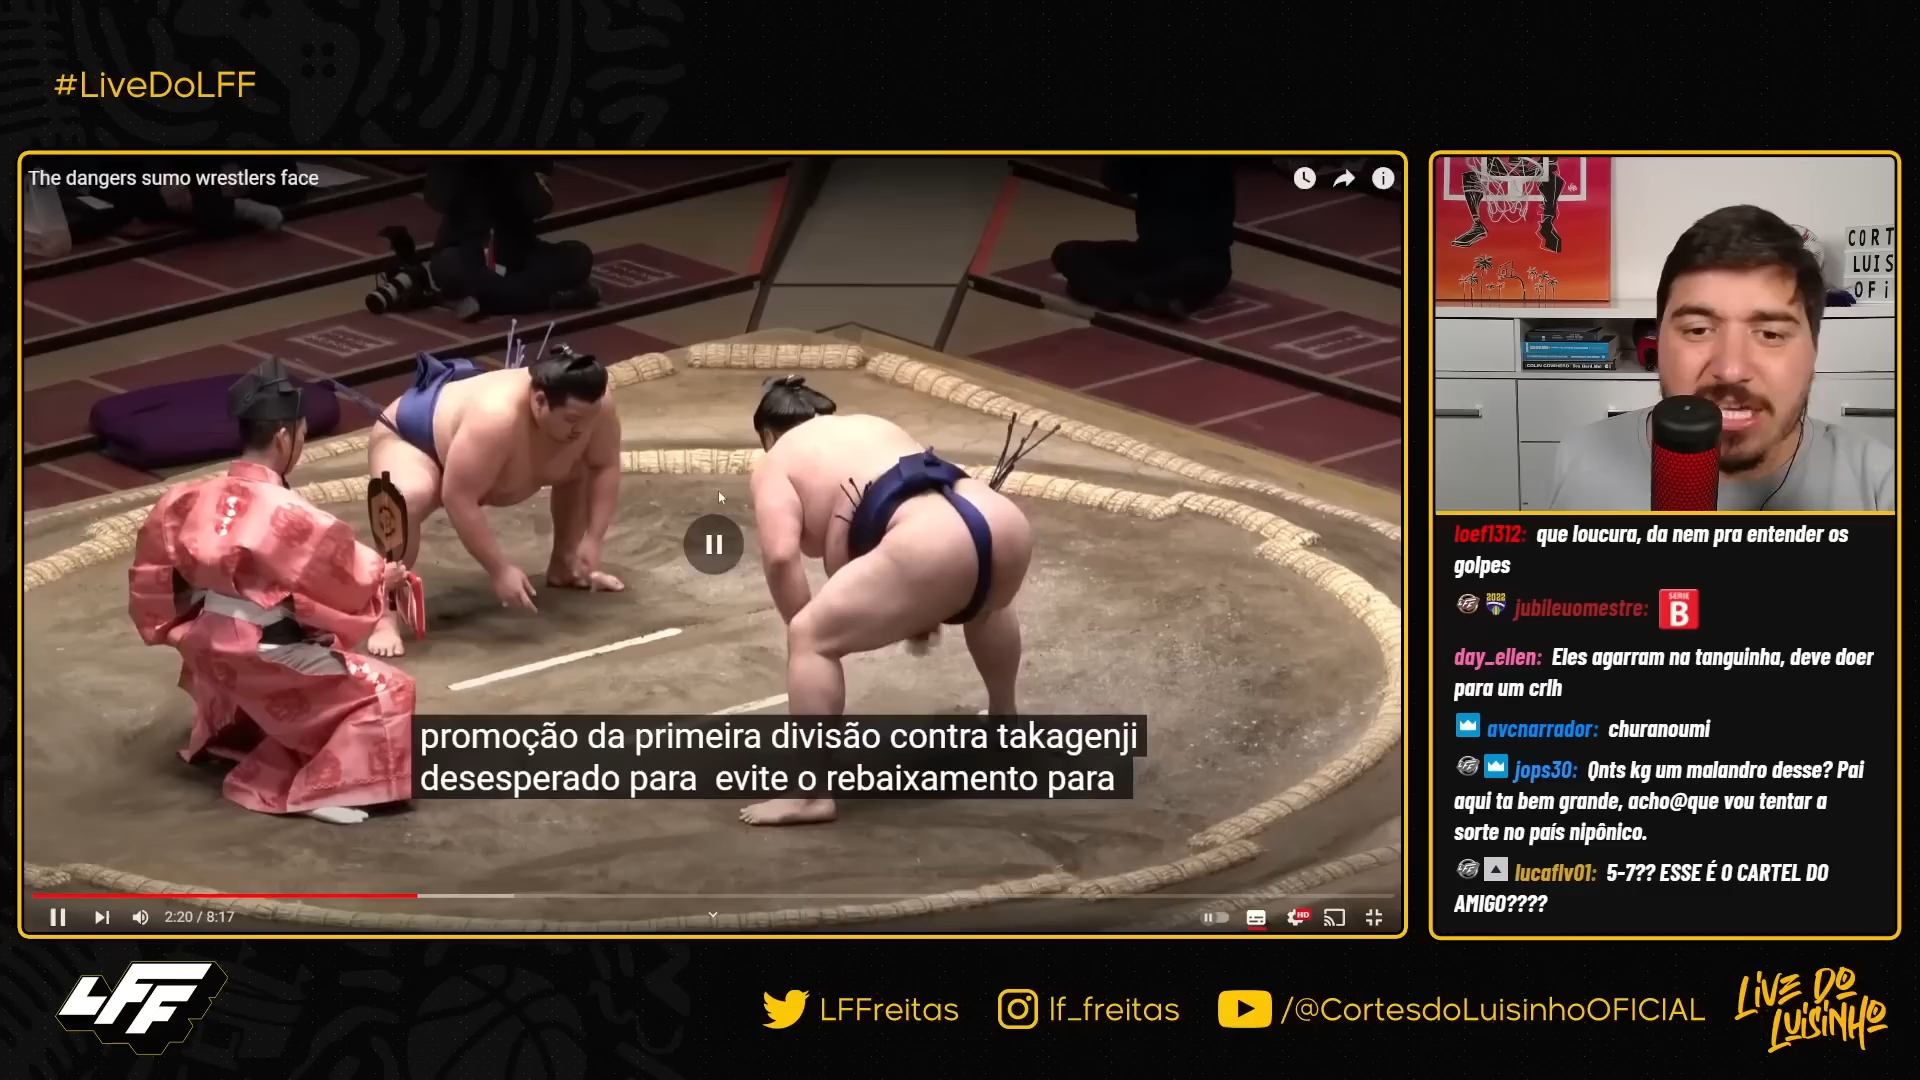 #LiveDoLFF
The dangers sumo wrestlers face
promoção da primeira divisão contra takagenji
desesperado para  evite o rebaixamento para
2:20 / 8:17
HD
CORT
LUIS
OFi
loef1312: que loucura, da nem pra entender os
golpes
2022 jubileuomestre: SERIE B
day_ellen: Eles agarram na tanguinha, deve doer
para um crlh
avcnarrador: churanoumi
jops30: Qnts kg um malandro desse? Pai
aqui ta bem grande, acho@que vou tentar a
sorte no país nipônico.
lucaflv01: 5-7?? ESSE É O CARTEL DO
AMIGO????
LFF
LFFreitas
lf_freitas
/@CortesdoLuisinhoOFICIAL
LiVE DO
LUiSiNHO